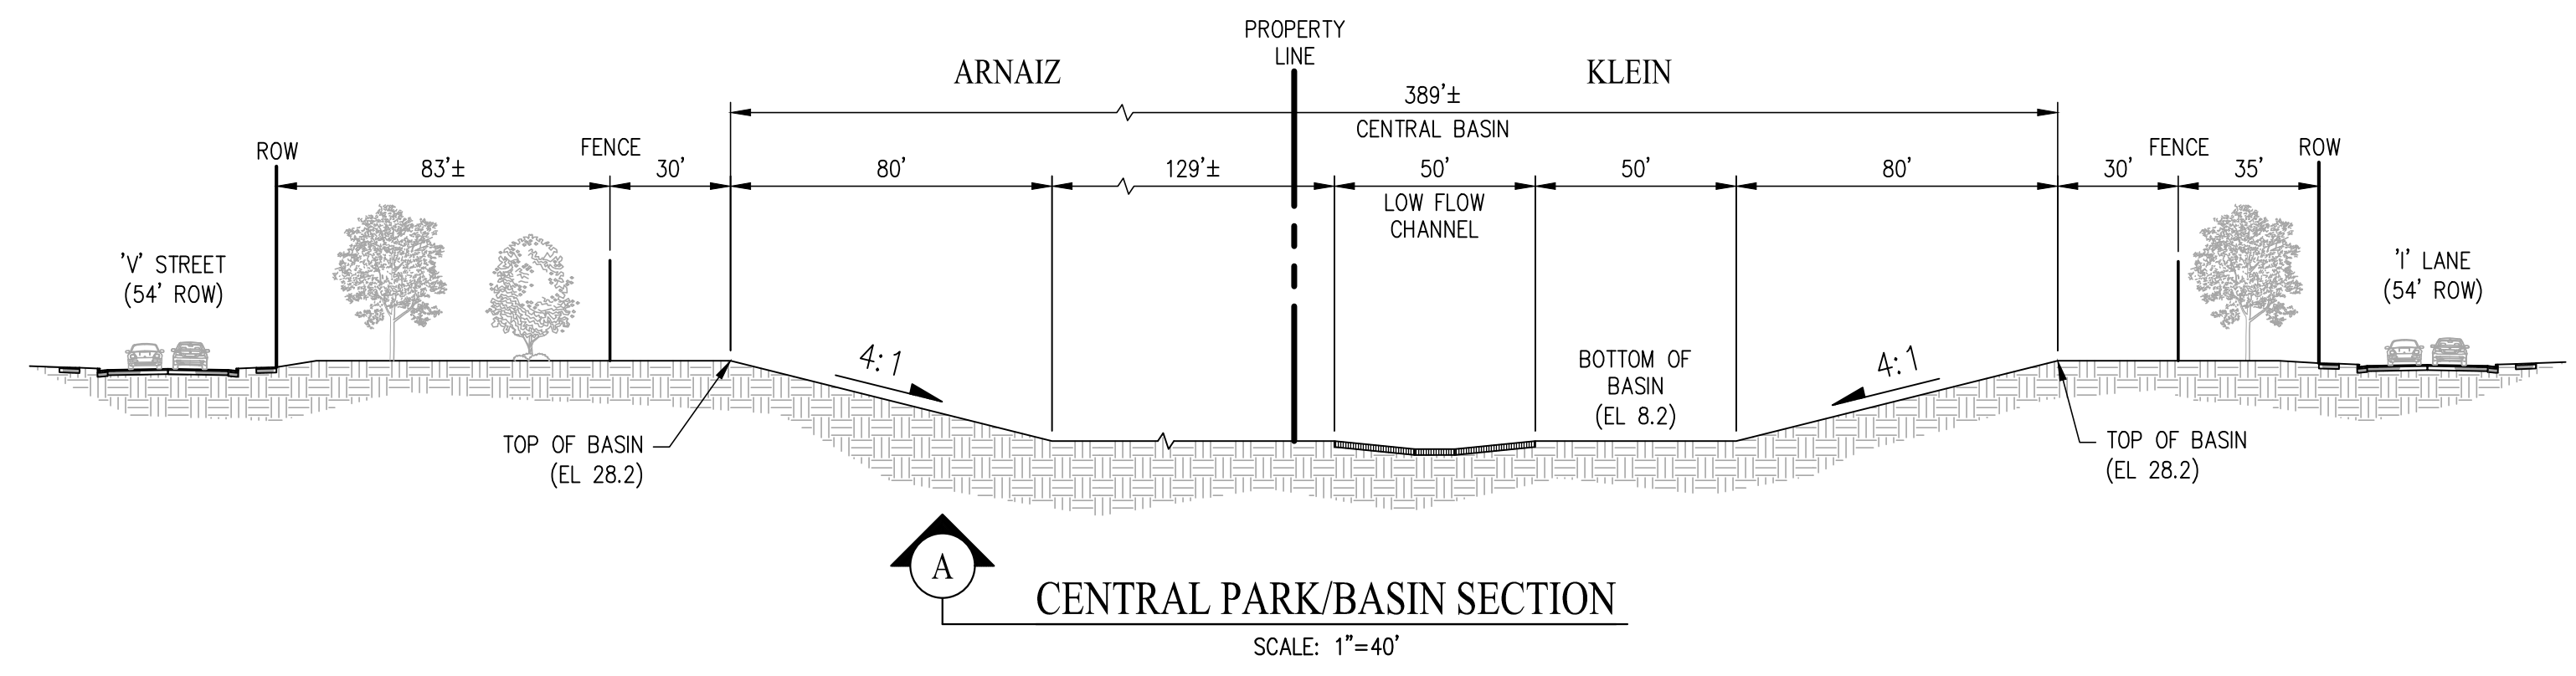 PROPERTY
LINE
ARNAIZ
KLEIN
389'±
CENTRAL BASIN
ROW
83'±
FENCE
30'
80'
129'±
50'
LOW FLOW
CHANNEL
50'
80'
30'
FENCE
35'
ROW
'V' STREET
(54' ROW)
'I' LANE
(54' ROW)
4:1
BOTTOM OF
BASIN
(EL 8.2)
4:1
TOP OF BASIN
(EL 28.2)
TOP OF BASIN
(EL 28.2)
A
CENTRAL PARK/BASIN SECTION
SCALE: 1"=40'